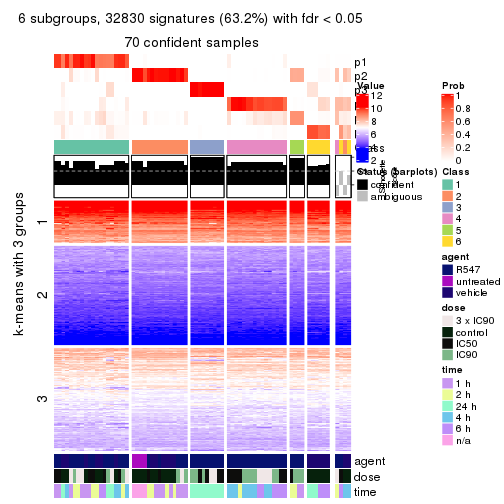 6 subgroups, 32830 signatures (63.2%) with fdr < 0.05
70 confident samples
p1
p2
k-means with 3 groups
1
2
3
agent
dose
time
Value
12
10
8
6
4
2
Status (barplots)
confident
ambiguous
Prob
1
0.8
0.6
0.4
0.2
0
Class
1
2
3
4
5
6
agent
R547
untreated
vehicle
dose
3 x IC90
control
IC50
IC90
time
1 h
2 h
24 h
4 h
6 h
n/a